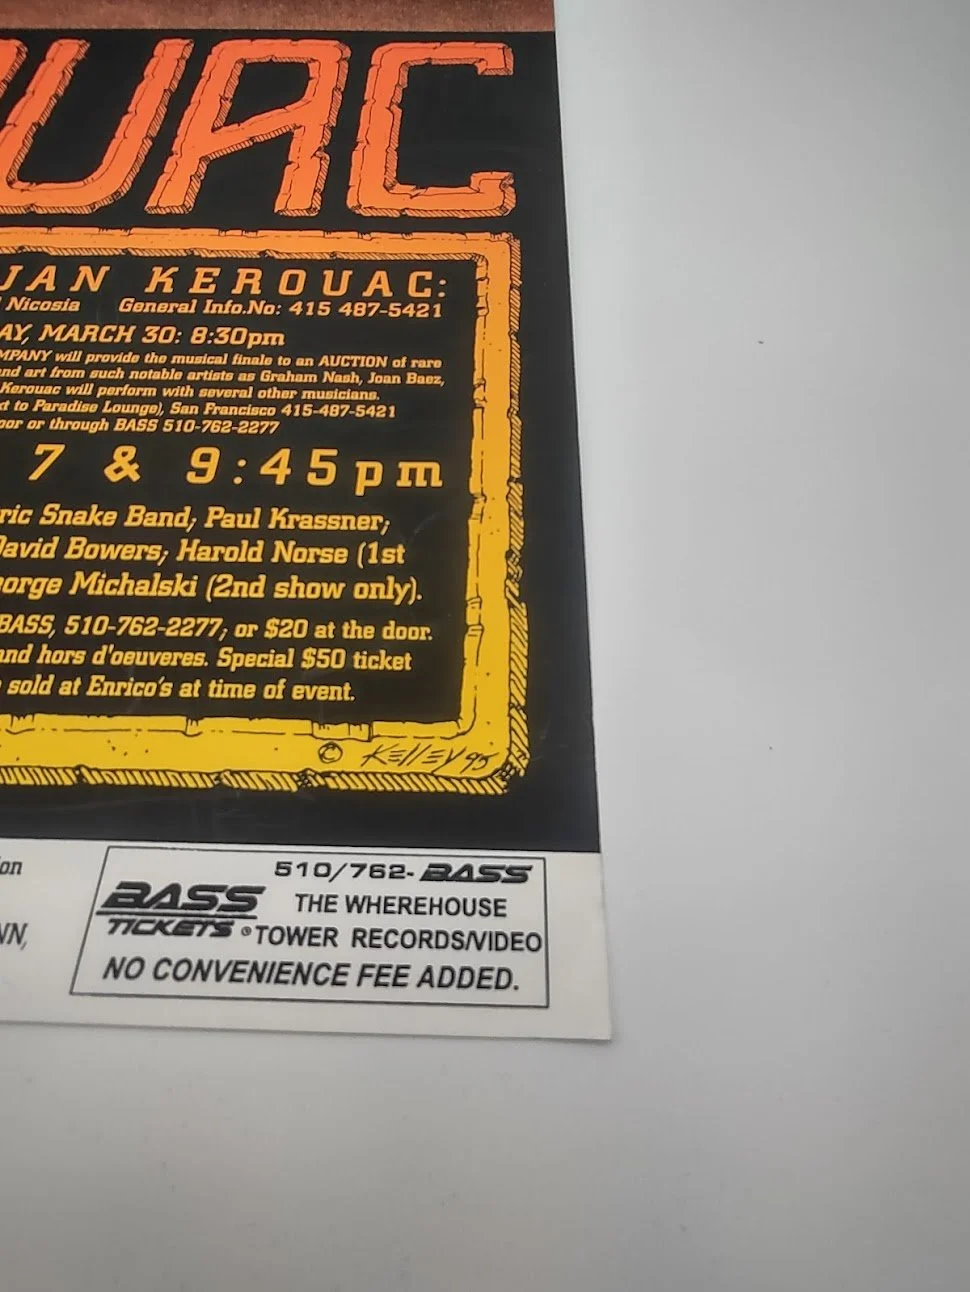 UAC
JAN KEROUAC:
Nicosia General Info.No: 415 487-5421
AY, MARCH 30: 8:30pm
MPANY will provide the musical finale to an AUCTION of rare
nd art from such notable artists as Graham Nash, Joan Baez,
Kerouac will perform with several other musicians.
xt to Paradise Lounge), San Francisco 415-487-5421
oor or through BASS 510-762-2277
7 & 9:45pm
ric Snake Band; Paul Krassner;
David Bowers; Harold Norse (1st
eorge Michalski (2nd show only).
BASS, 510-762-2277; or $20 at the door.
and hors d'oeuveres. Special $50 ticket
sold at Enrico's at time of event.
© KELLEY 95
ion
NN,
510/762-BASS
BASS TICKETS ®
THE WHEREHOUSE
TOWER RECORDS/VIDEO
NO CONVENIENCE FEE ADDED.